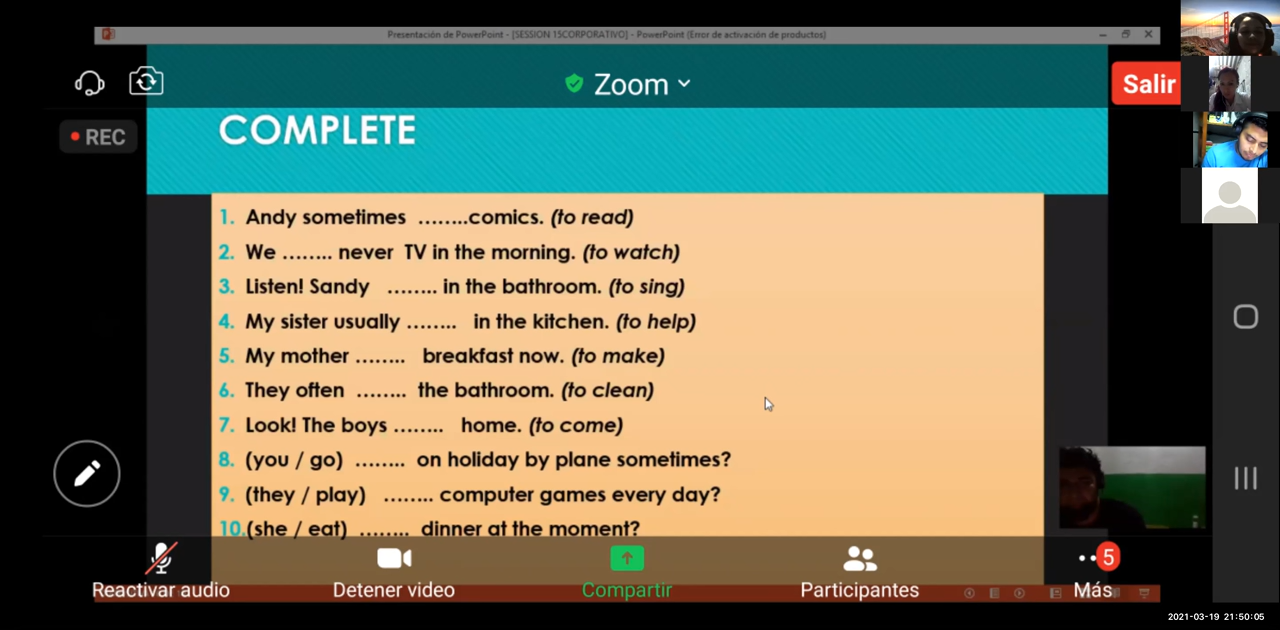 Presentación de PowerPoint - [SESSION 15CORPORATIVO] - PowerPoint (Error de activación de productos)
Zoom
Salir
REC
COMPLETE
1. Andy sometimes ........comics. (to read)
2. We ........ never TV in the morning. (to watch)
3. Listen! Sandy ........ in the bathroom. (to sing)
4. My sister usually ........ in the kitchen. (to help)
5. My mother ........ breakfast now. (to make)
6. They often ........ the bathroom. (to clean)
7. Look! The boys ........ home. (to come)
8. (you / go) ........ on holiday by plane sometimes?
9. (they / play) ........ computer games every day?
10.(she / eat) ........ dinner at the moment?
5
Reactivar audio
Detener video
Compartir
Participantes
Más
2021-03-19 21:50:05